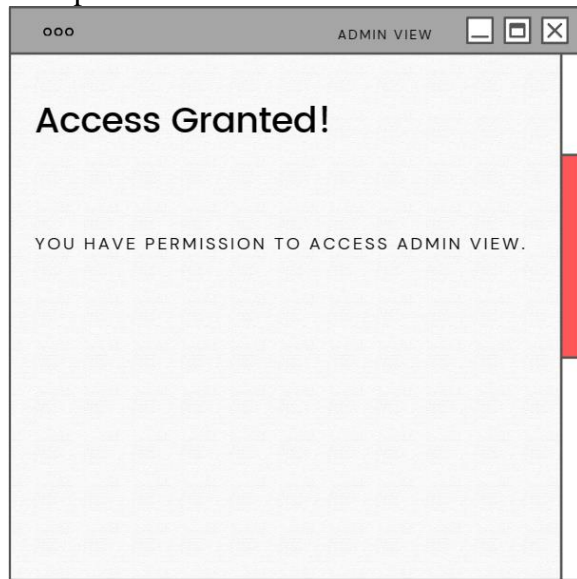 ooo
ADMIN VIEW
Access Granted!
YOU HAVE PERMISSION TO ACCESS ADMIN VIEW.